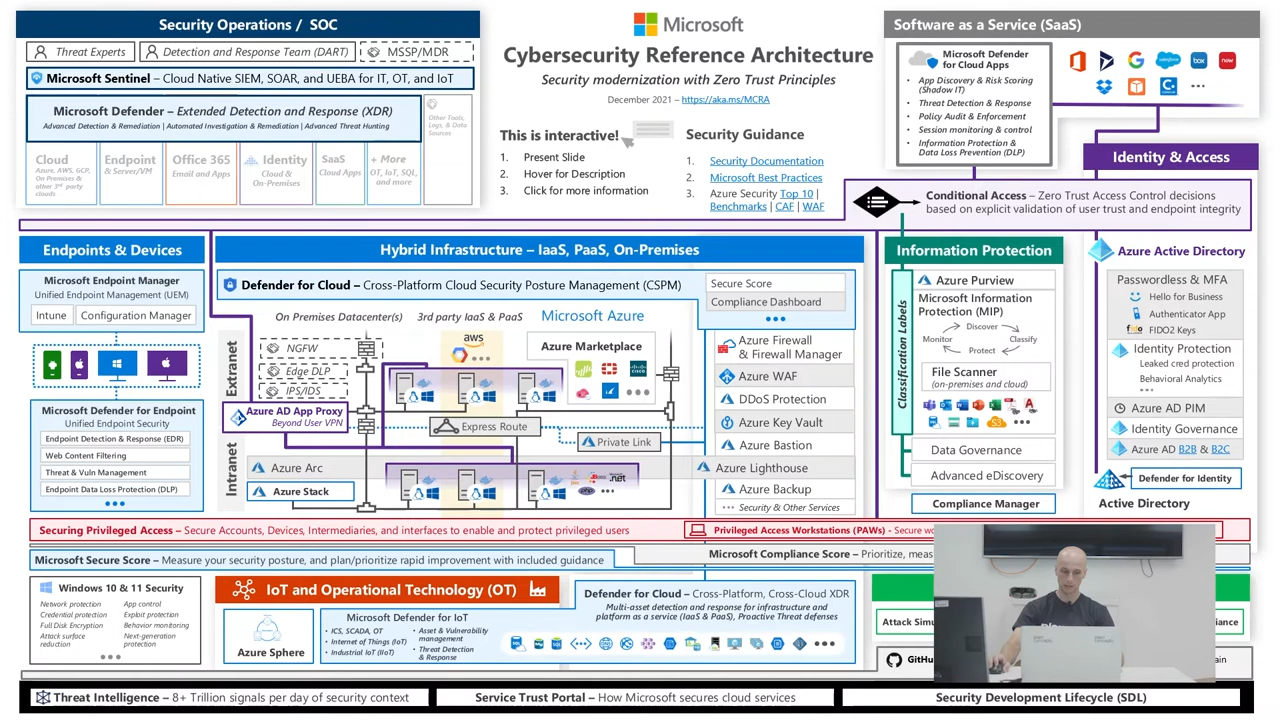 Security Operations / SOC
Threat Experts
Detection and Response Team (DART)
MSSP/MDR
Microsoft Sentinel – Cloud Native SIEM, SOAR, and UEBA for IT, OT, and IoT
Microsoft Defender – Extended Detection and Response (XDR)
Advanced Detection & Remediation | Automated Investigation & Remediation | Advanced Threat Hunting
Other Tools,
Logs, & Data
Sources
Cloud
Azure, AWS, GCP,
On Premises &
other 3rd party
clouds
Endpoint
& Server/VM
Office 365
Email and Apps
Identity
Cloud &
On-Premises
SaaS
Cloud Apps
+ More
OT, IoT, SQL,
and more
Microsoft
Cybersecurity Reference Architecture
Security modernization with Zero Trust Principles
December 2021 – https://aka.ms/MCRA
This is interactive!
1. Present Slide
2. Hover for Description
3. Click for more information
Security Guidance
1. Security Documentation
2. Microsoft Best Practices
3. Azure Security Top 10 |
Benchmarks | CAF | WAF
Software as a Service (SaaS)
Microsoft Defender
for Cloud Apps
• App Discovery & Risk Scoring
(Shadow IT)
• Threat Detection & Response
• Policy Audit & Enforcement
• Session monitoring & control
• Information Protection &
Data Loss Prevention (DLP)
salesforce
box
now
Identity & Access
Conditional Access – Zero Trust Access Control decisions
based on explicit validation of user trust and endpoint integrity
Endpoints & Devices
Microsoft Endpoint Manager
Unified Endpoint Management (UEM)
Intune
Configuration Manager
Microsoft Defender for Endpoint
Unified Endpoint Security
Endpoint Detection & Response (EDR)
Web Content Filtering
Threat & Vuln Management
Endpoint Data Loss Protection (DLP)
Hybrid Infrastructure – IaaS, PaaS, On-Premises
Defender for Cloud – Cross-Platform Cloud Security Posture Management (CSPM)
Secure Score
Compliance Dashboard
On Premises Datacenter(s)
3rd party IaaS & PaaS
Microsoft Azure
Extranet
Intranet
NGFW
Edge DLP
IPS/IDS
aws
Azure Marketplace
CISCO
Azure AD App Proxy
Beyond User VPN
Express Route
Private Link
Azure Arc
Azure Stack
.net
php
Azure Lighthouse
Azure Firewall
& Firewall Manager
Azure WAF
DDoS Protection
Azure Key Vault
Azure Bastion
Azure Backup
Security & Other Services
Information Protection
Classification Labels
Azure Purview
Microsoft Information
Protection (MIP)
Discover
Monitor
Classify
Protect
File Scanner
(on-premises and cloud)
Data Governance
Advanced eDiscovery
Compliance Manager
Azure Active Directory
Passwordless & MFA
Hello for Business
Authenticator App
fido
FIDO2 Keys
Identity Protection
Leaked cred protection
Behavioral Analytics
Azure AD PIM
Identity Governance
Azure AD B2B & B2C
Defender for Identity
Active Directory
Securing Privileged Access – Secure Accounts, Devices, Intermediaries, and interfaces to enable and protect privileged users
Privileged Access Workstations (PAWs) - Secure
Microsoft Secure Score – Measure your security posture, and plan/prioritize rapid improvement with included guidance
Microsoft Compliance Score – Prioritize, meas
Windows 10 & 11 Security
Network protection
Credential protection
Full Disk Encryption
Attack surface
reduction
App control
Exploit protection
Behavior monitoring
Next-generation
protection
IoT and Operational Technology (OT)
Azure Sphere
Microsoft Defender for IoT
• ICS, SCADA, OT
• Internet of Things (IoT)
• Industrial IoT (IIoT)
• Asset & Vulnerability
management
• Threat Detection
& Response
Defender for Cloud – Cross-Platform, Cross-Cloud XDR
Multi-asset detection and response for infrastructure and
platform as a service (IaaS & PaaS), Proactive Threat defenses
Attack Simu
iance
GitHu
ain
Threat Intelligence – 8+ Trillion signals per day of security context
Service Trust Portal – How Microsoft secures cloud services
Security Development Lifecycle (SDL)